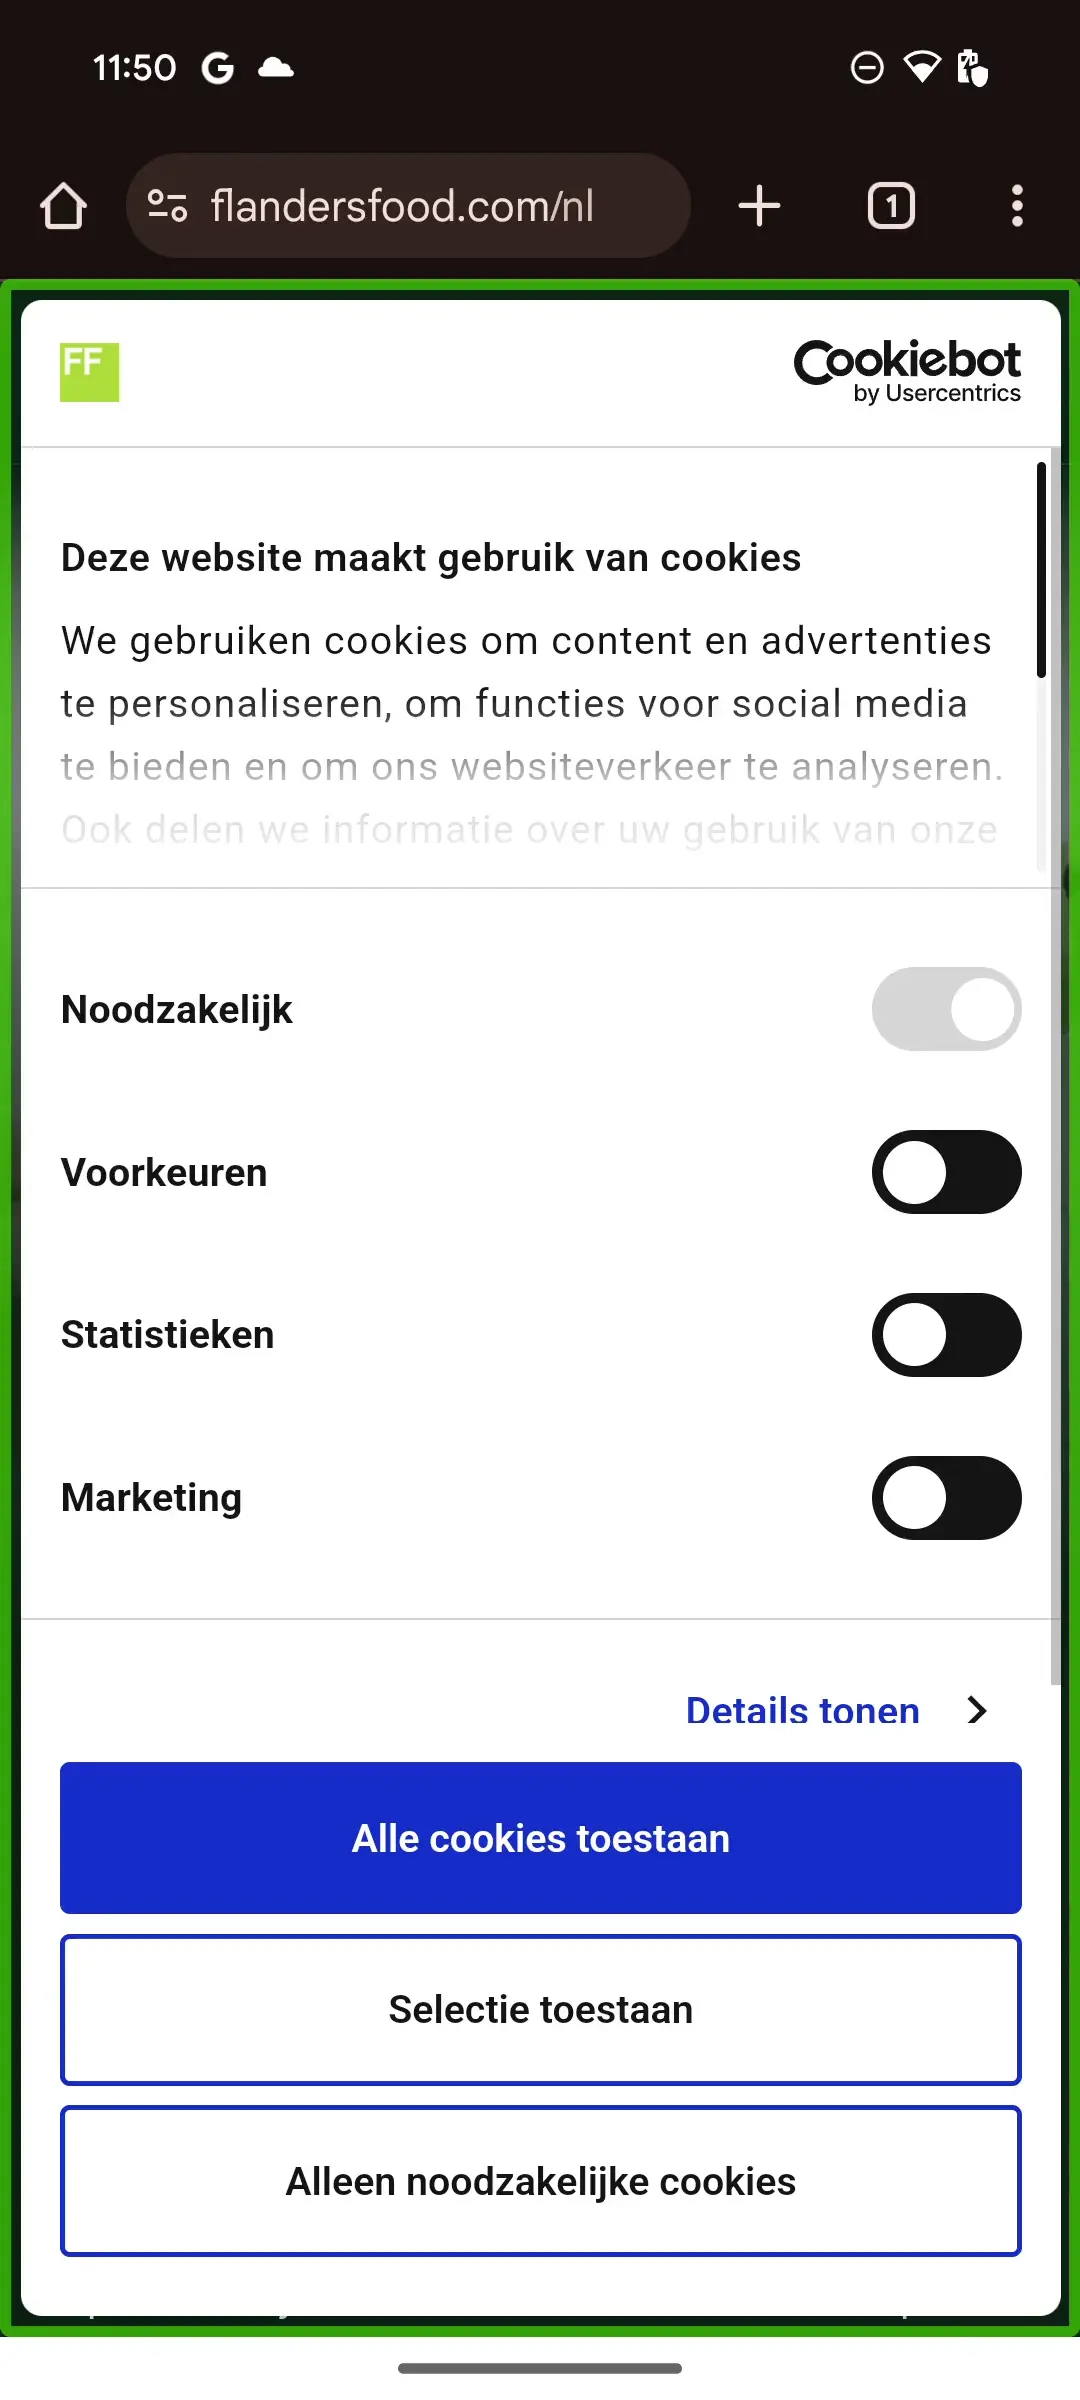 11:50
flandersfood.com/nl
1
FF
Cookiebot
by Usercentrics
Deze website maakt gebruik van cookies
We gebruiken cookies om content en advertenties
te personaliseren, om functies voor social media
te bieden en om ons websiteverkeer te analyseren.
Ook delen we informatie over uw gebruik van onze
Noodzakelijk
Voorkeuren
Statistieken
Marketing
Details tonen
Alle cookies toestaan
Selectie toestaan
Alleen noodzakelijke cookies